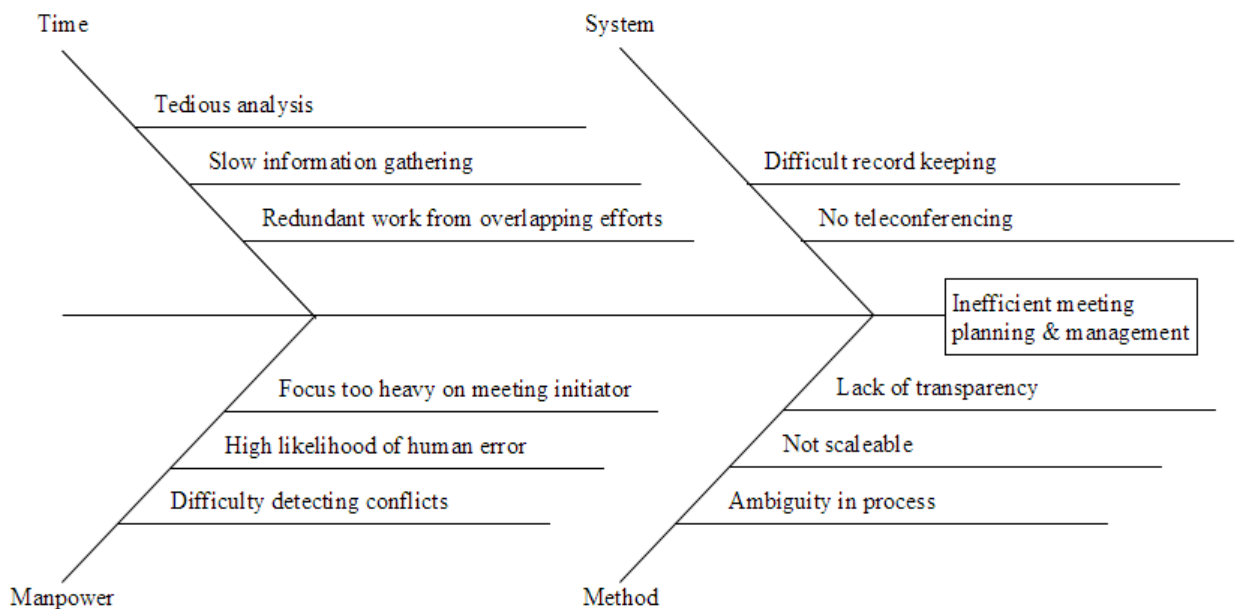 Time
System
Tedious analysis
Slow information gathering
Difficult record keeping
Redundant work from overlapping efforts
No teleconferencing
Inefficient meeting
planning & management
Focus too heavy on meeting initiator
Lack of transparency
High likelihood of human error
Not scaleable
Difficulty detecting conflicts
Ambiguity in process
Manpower
Method